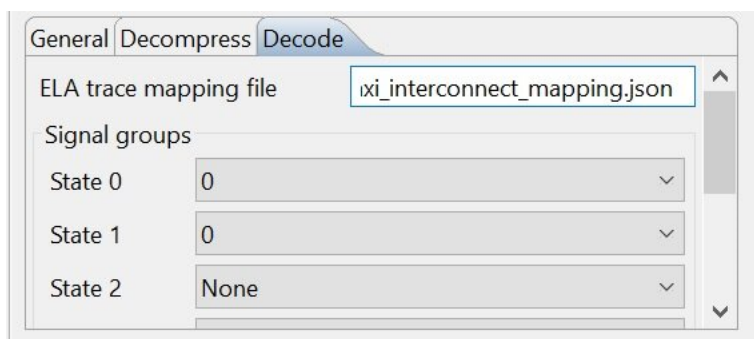 General Decompress Decode
ELA trace mapping file xi_interconnect_mapping.json
Signal groups
State 0 0
State 1 0
State 2 None